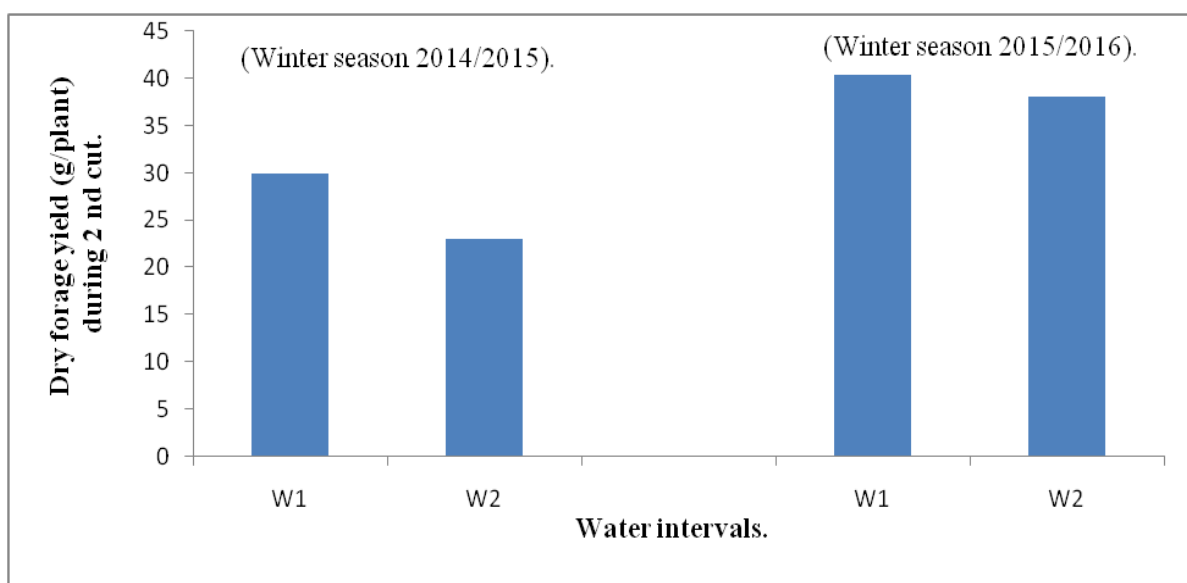 (Winter season 2014/2015).
(Winter season 2015/2016).
Dry forage yield (g/plant)
during 2 nd cut.
45
40
35
30
25
20
15
10
5
0
W1
W2
W1
W2
Water intervals.